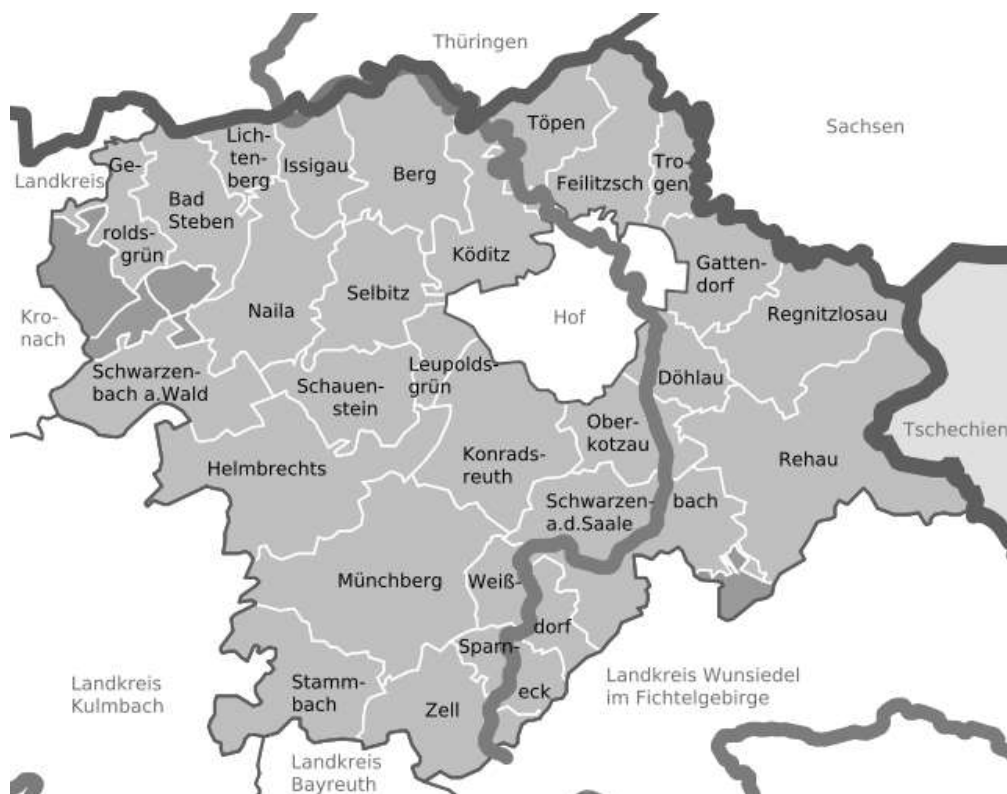 Thüringen
Sachsen
Töpen
Lich-
ten-
berg
Issigau
Berg
Feilitzsch
Tro-
gen
Ge-
rolds-
grün
Landkreis
Kro-
nach
Bad
Steben
Köditz
Gatten-
dorf
Naila
Selbitz
Hof
Regnitzlosau
Schwarzen-
bach a.Wald
Schauen-
stein
Leupolds-
grün
Döhlau
Ober-
kotzau
Tschechien
Helmbrechts
Konrads-
reuth
Rehau
Schwarzen-
bach
a.d.Saale
Münchberg
Weiß-
dorf
Sparn-
eck
Stamm-
bach
Zell
Landkreis
Kulmbach
Landkreis Wunsiedel
im Fichtelgebirge
Landkreis
Bayreuth